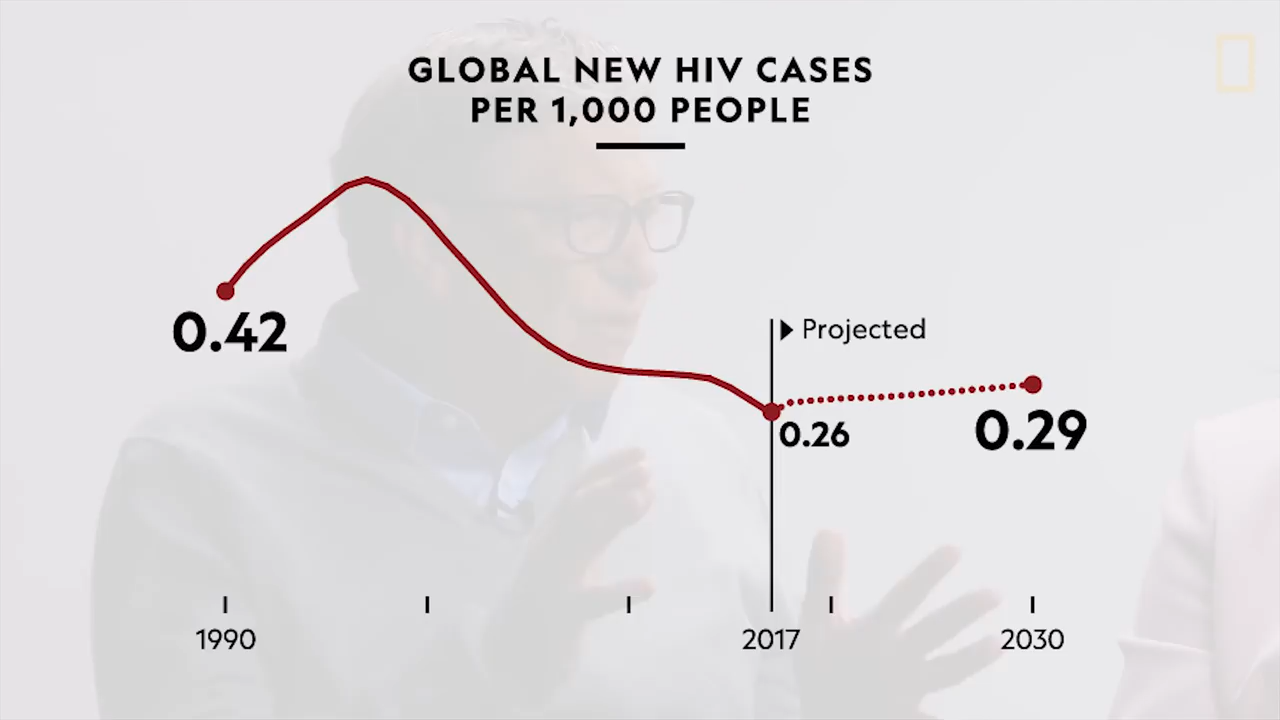 GLOBAL NEW HIV CASES
PER 1,000 PEOPLE
0.42
Projected
0.26
0.29
1990
2017
2030